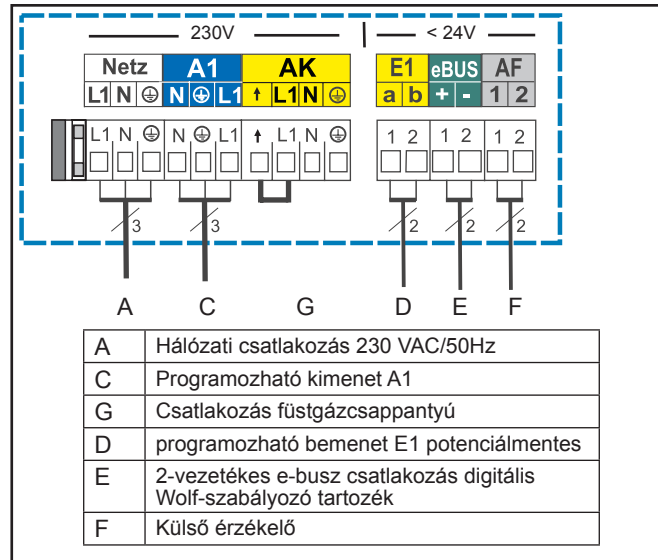 230V < 24V
Netz A1 AK E1 eBUS AF
L1 N ⏚ N ⏚ L1 ↑ L1 N ⏚ a b + - 1 2
L1 N ⏚ N ⏚ L1 ↑ L1 N ⏚ 1 2 1 2 1 2
3 3 2 2 2
A C G D E F
A Hálózati csatlakozás 230 VAC/50Hz
C Programozható kimenet A1
G Csatlakozás füstgázcsappantyú
D programozható bemenet E1 potenciálmentes
E 2-vezetékes e-busz csatlakozás digitális
Wolf-szabályozó tartozék
F Külső érzékelő